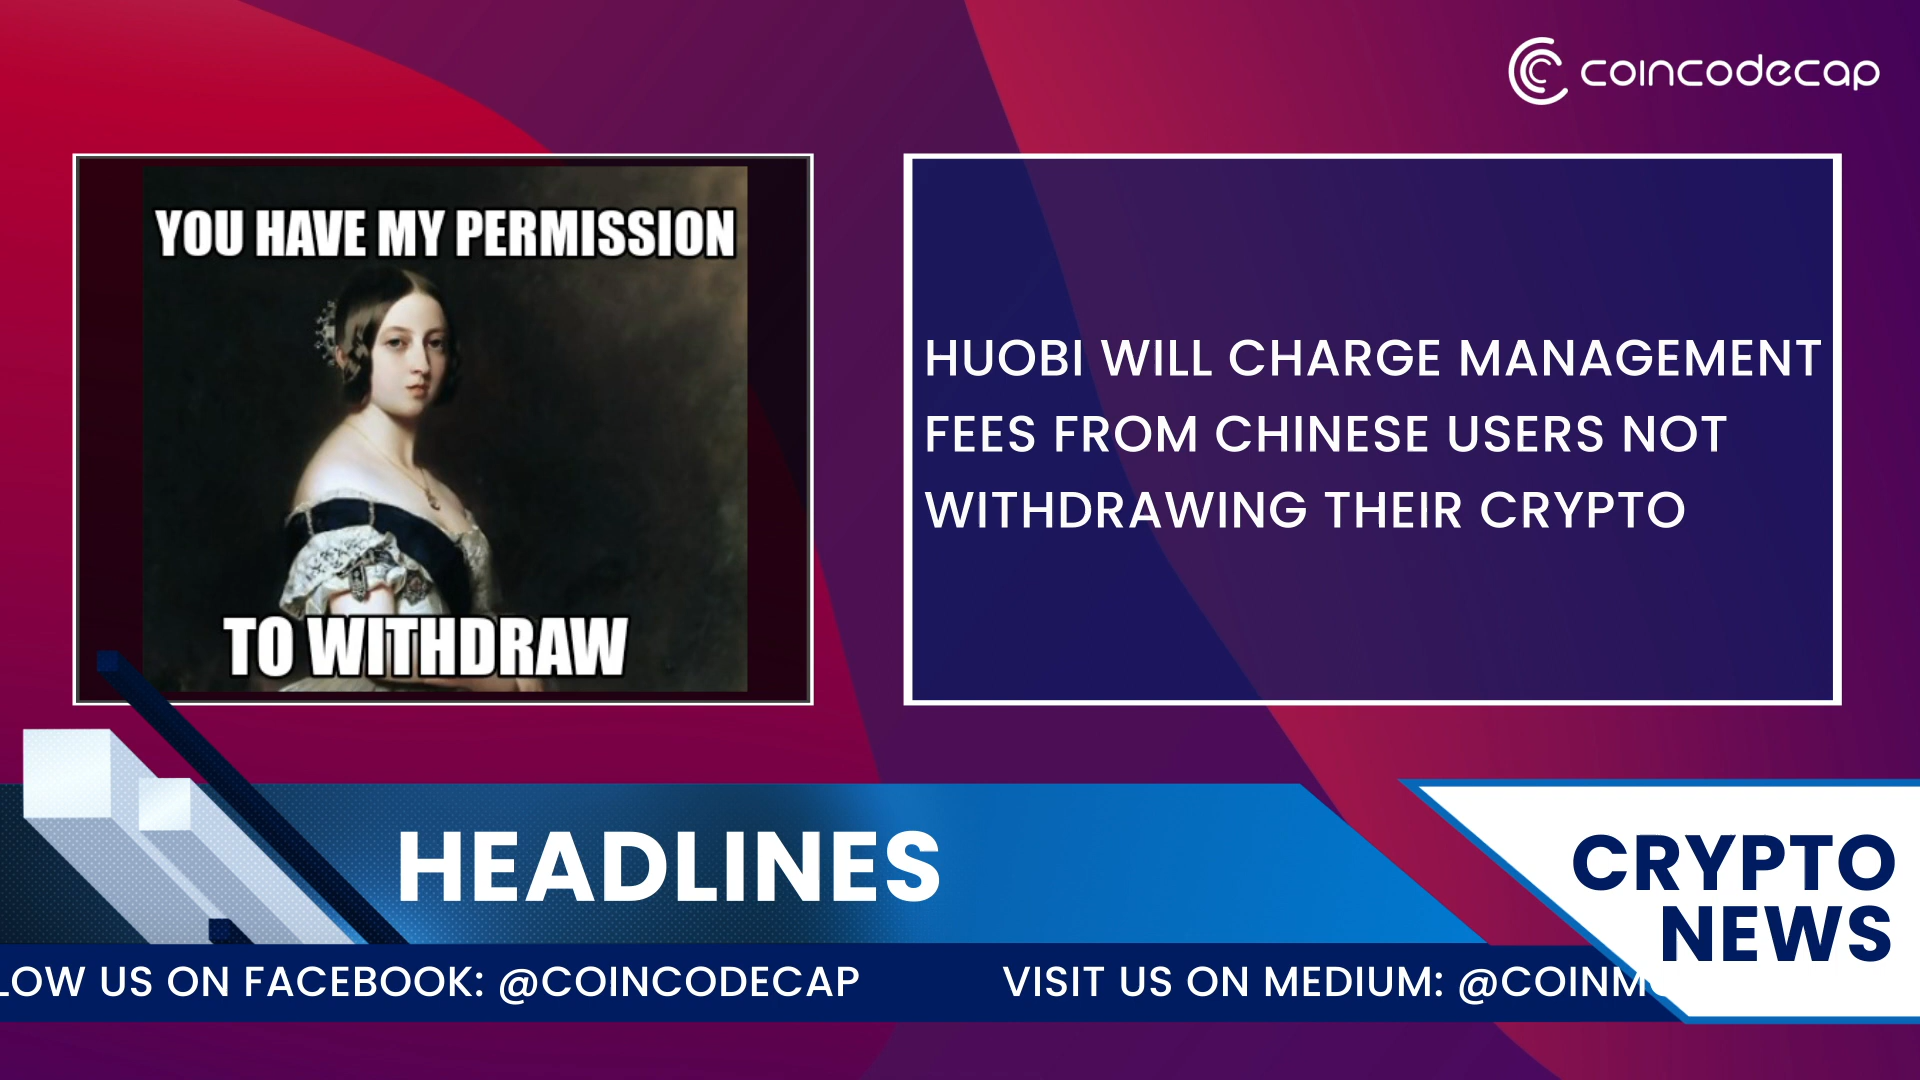 coincodecap
YOU HAVE MY PERMISSION
TO WITHDRAW
HUOBI WILL CHARGE MANAGEMENT
FEES FROM CHINESE USERS NOT
WITHDRAWING THEIR CRYPTO
HEADLINES
CRYPTO
NEWS
LOW US ON FACEBOOK: @COINCODECAP
VISIT US ON MEDIUM: @COINM